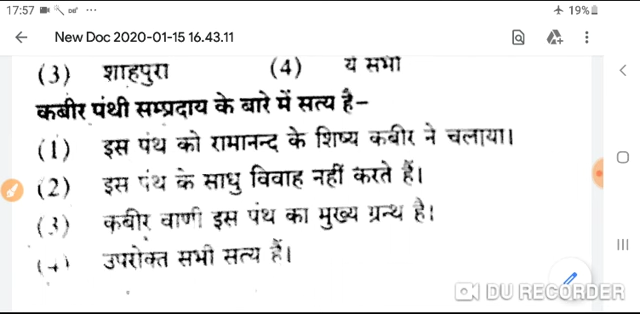 17:57
19%
New Doc 2020-01-15 16.43.11
(3) शाहपुरा (4) ये सभी
कबीर पंथी सम्प्रदाय के बारे में सत्य है-
(1) इस पंथ को रामानन्द के शिष्य कबीर ने चलाया।
(2) इस पंथ के साधु विवाह नहीं करते हैं।
(3) कबीर वाणी इस पंथ का मुख्य ग्रन्थ है।
(4) उपरोक्त सभी सत्य हैं।
DU RECORDER